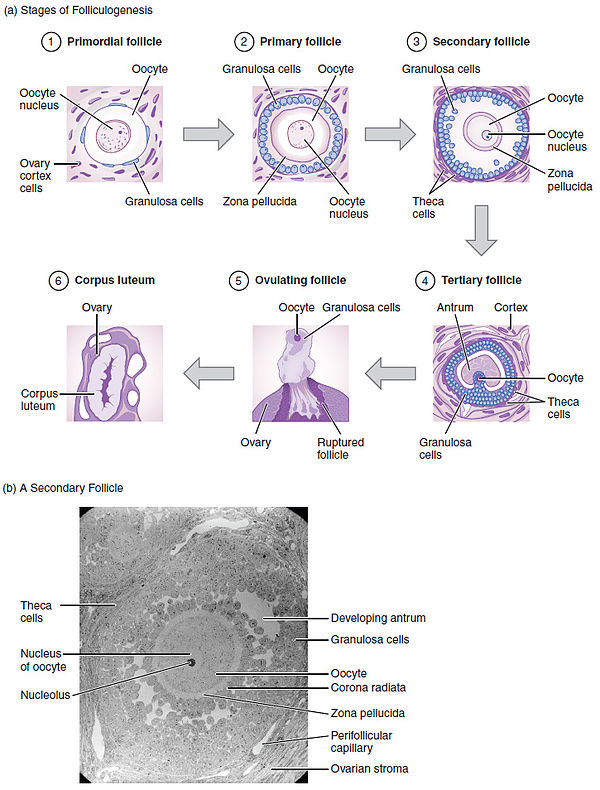 (a) Stages of Folliculogenesis
1 Primordial follicle
Oocyte
Oocyte
nucleus
Ovary
cortex
cells
Granulosa cells
2 Primary follicle
Granulosa cells
Oocyte
Zona pellucida
Oocyte
nucleus
3 Secondary follicle
Granulosa cells
Oocyte
Oocyte
nucleus
Zona
pellucida
Theca
cells
6 Corpus luteum
Ovary
Corpus
luteum
5 Ovulating follicle
Oocyte
Granulosa cells
Ovary
Ruptured
follicle
4 Tertiary follicle
Antrum
Cortex
Oocyte
Theca
cells
Granulosa
cells
(b) A Secondary Follicle
Theca
cells
Nucleus
of oocyte
Nucleolus
Developing antrum
Granulosa cells
Oocyte
Corona radiata
Zona pellucida
Perifollicular
capillary
Ovarian stroma